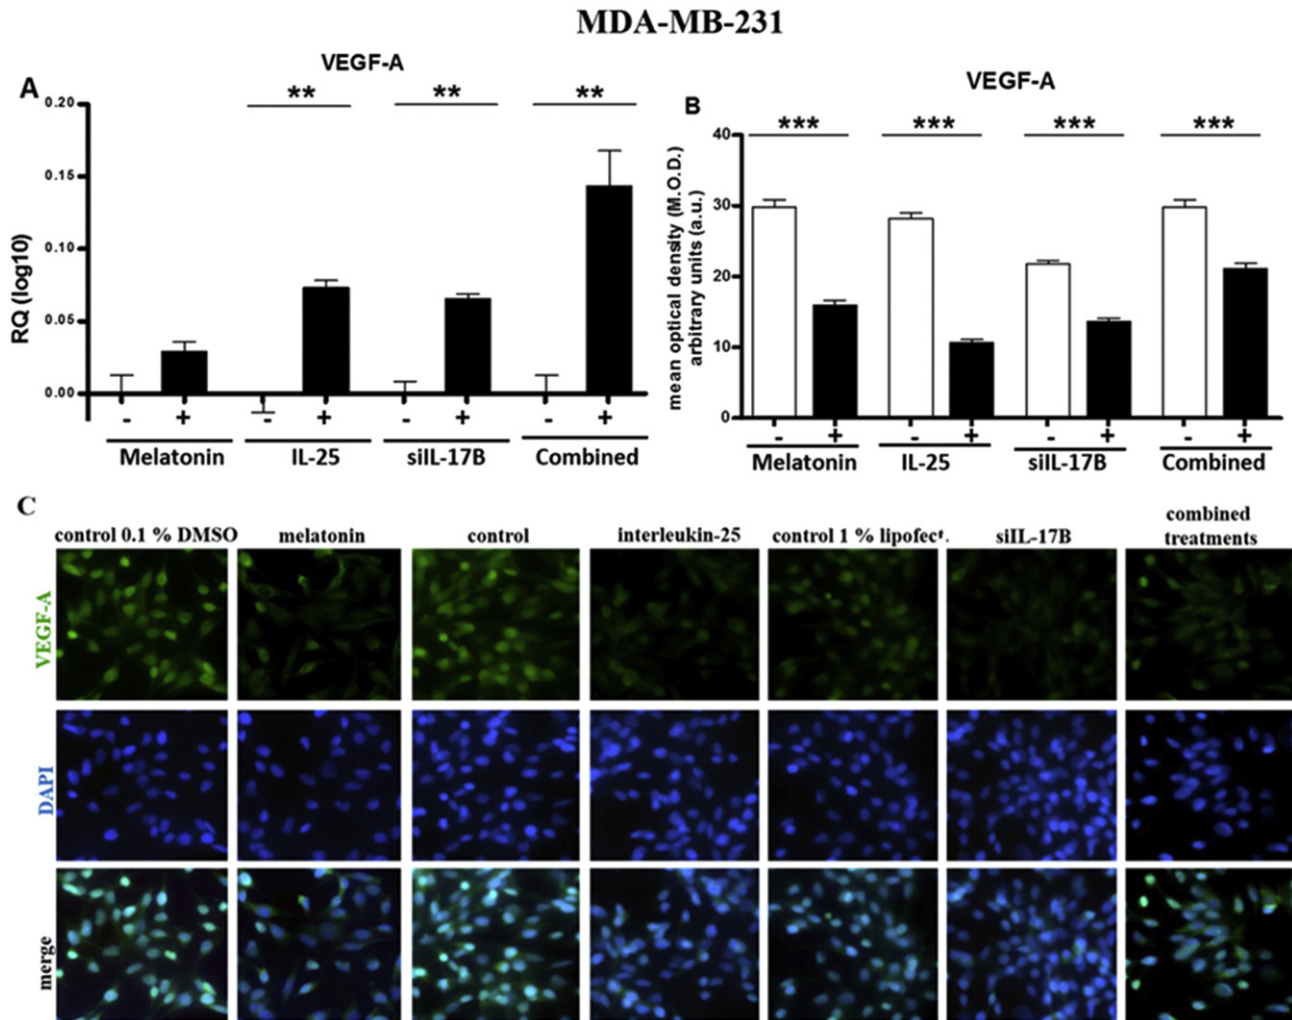 MDA-MB-231
VEGF-A
A
** ** **
0.20
0.15
0.10
0.05
0.00
RQ (log10)
- + - + - + - +
Melatonin IL-25 siIL-17B Combined
VEGF-A
B
*** *** *** ***
40
30
20
10
0
mean optical density (M.O.D.)
arbitrary units (a.u.)
- + - + - + - +
Melatonin IL-25 siIL-17B Combined
C
control 0.1 % DMSO melatonin control interleukin-25 control 1 % lipofect. siIL-17B combined
treatments
VEGF-A
DAPI
merge